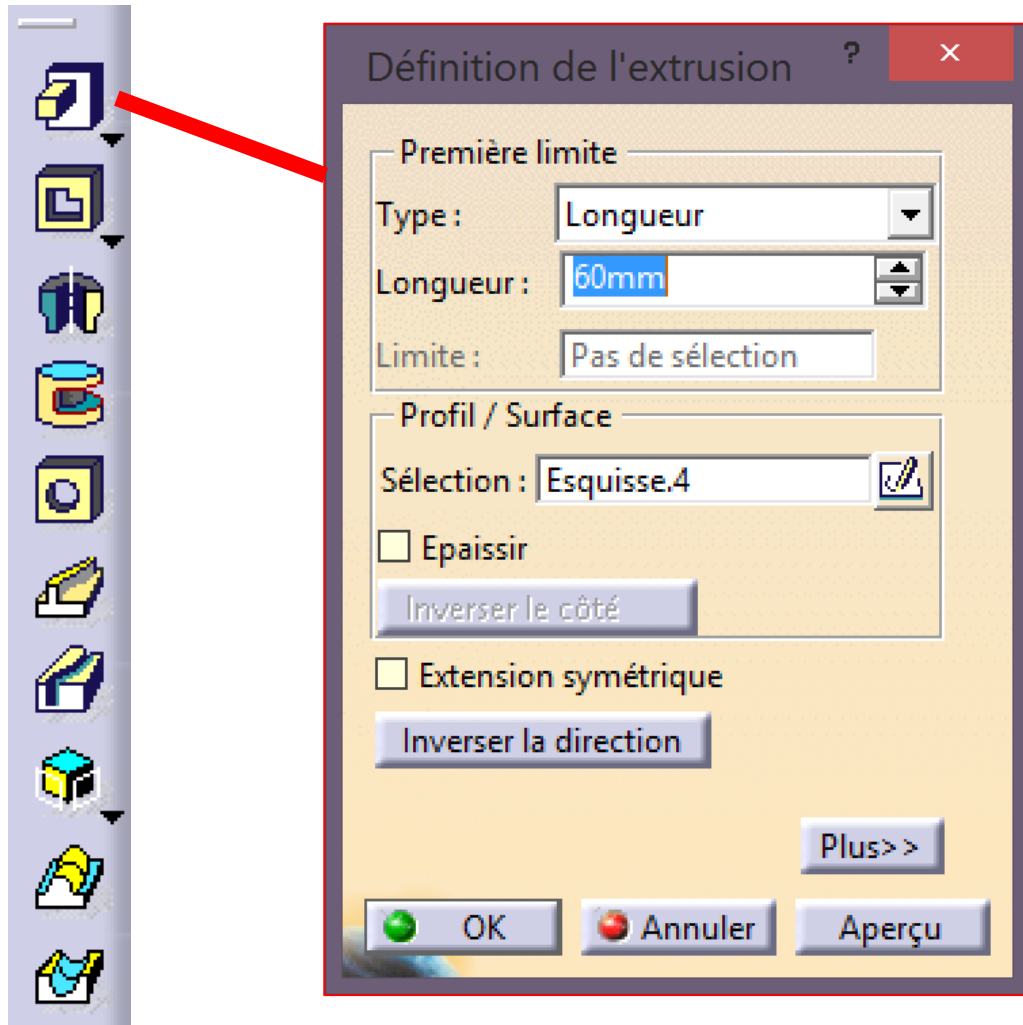 Définition de l'extrusion ? ×
Première limite
Type : Longueur
Longueur : 60mm
Limite : Pas de sélection
Profil / Surface
Sélection : Esquisse.4
Epaissir
Inverser le côté
Extension symétrique
Inverser la direction
Plus>>
OK Annuler Aperçu